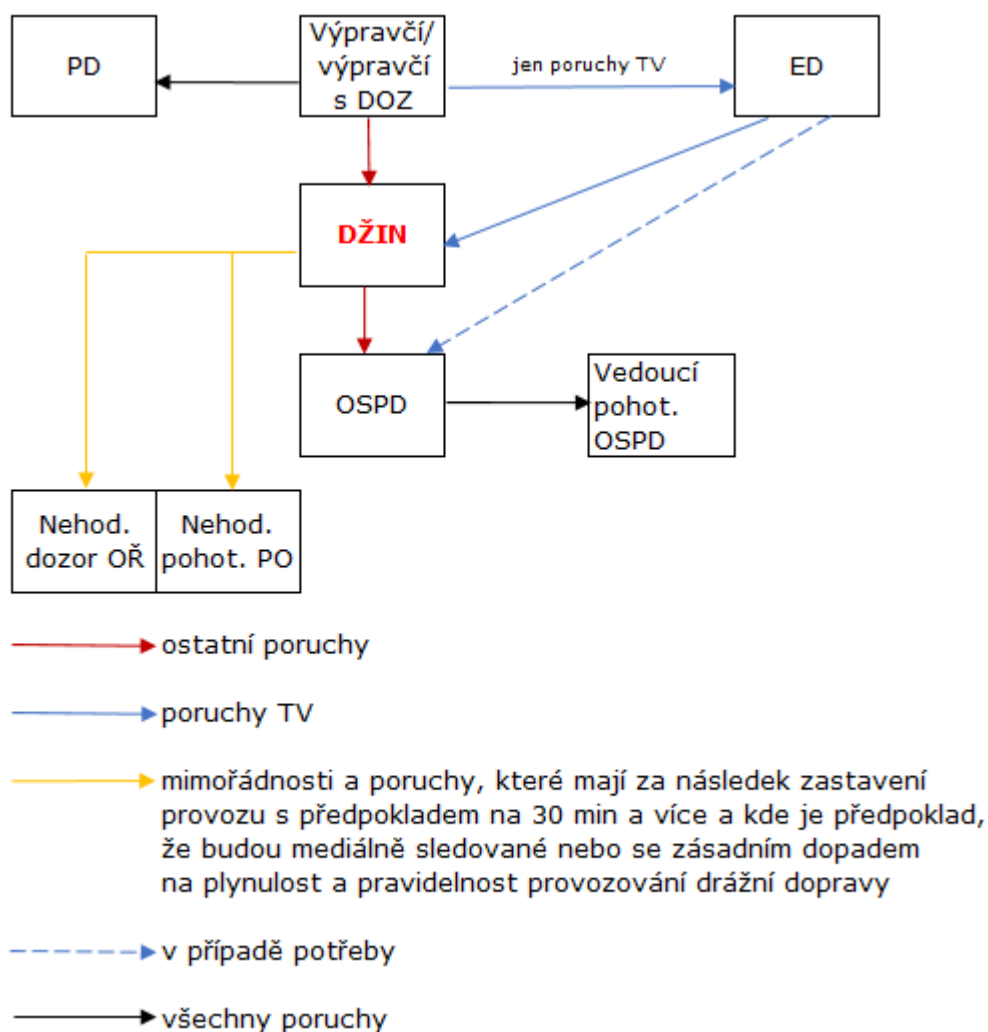 PD
Výpravčí/
výpravčí
s DOZ
jen poruchy TV
ED
DŽIN
OSPD
Vedoucí
pohot.
OSPD
Nehod.
dozor OŘ
Nehod.
pohot. PO
ostatní poruchy
poruchy TV
mimořádnosti a poruchy, které mají za následek zastavení
provozu s předpokladem na 30 min a více a kde je předpoklad,
že budou mediálně sledované nebo se zásadním dopadem
na plynulost a pravidelnost provozování drážní dopravy
v případě potřeby
všechny poruchy